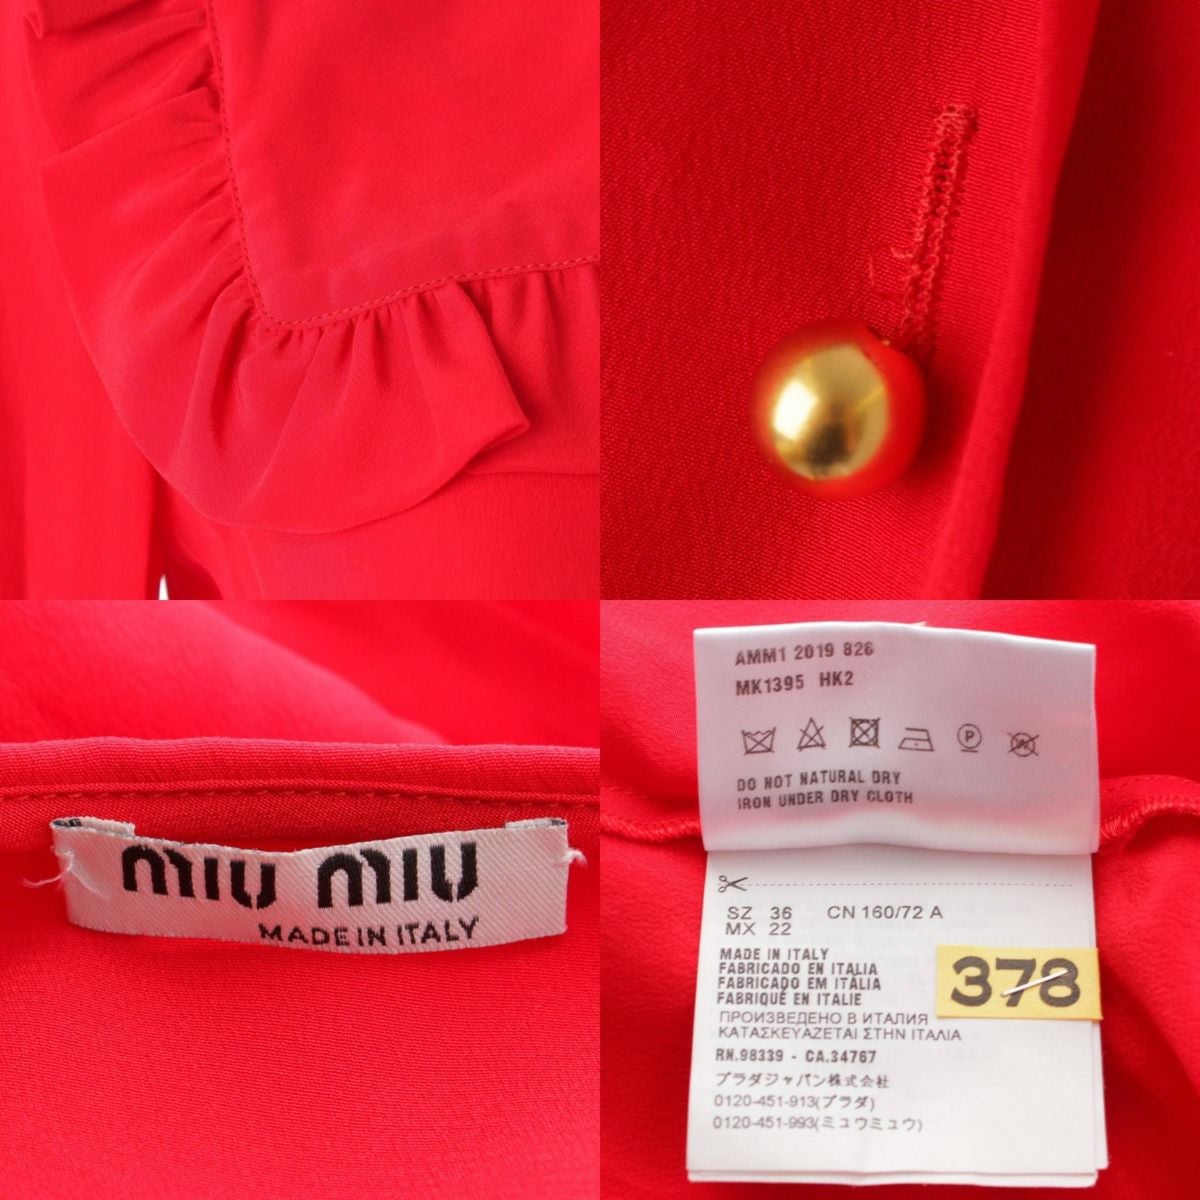 MIU MIU
MADE IN ITALY
AMM1 2019 826
MK1395 HK2
P
W
DO NOT NATURAL DRY
IRON UNDER DRY CLOTH
SZ 36 CN 160/72 A
MX 22
MADE IN ITALY
FABRICADO EN ITALIA
FABRICADO EM ITÁLIA
FABRIQUÉ EN ITALIE
ПРОИЗВЕДЕНО В ИТАЛИЯ
ΚΑΤΑΣΚΕΥΑΖΕΤΑΙ ΣΤΗΝ ΙΤΑΛΙΑ
378
RN.98339 - CA.34767
プラダジャパン株式会社
0120-451-913(プラダ)
0120-451-993(ミュウミュウ)